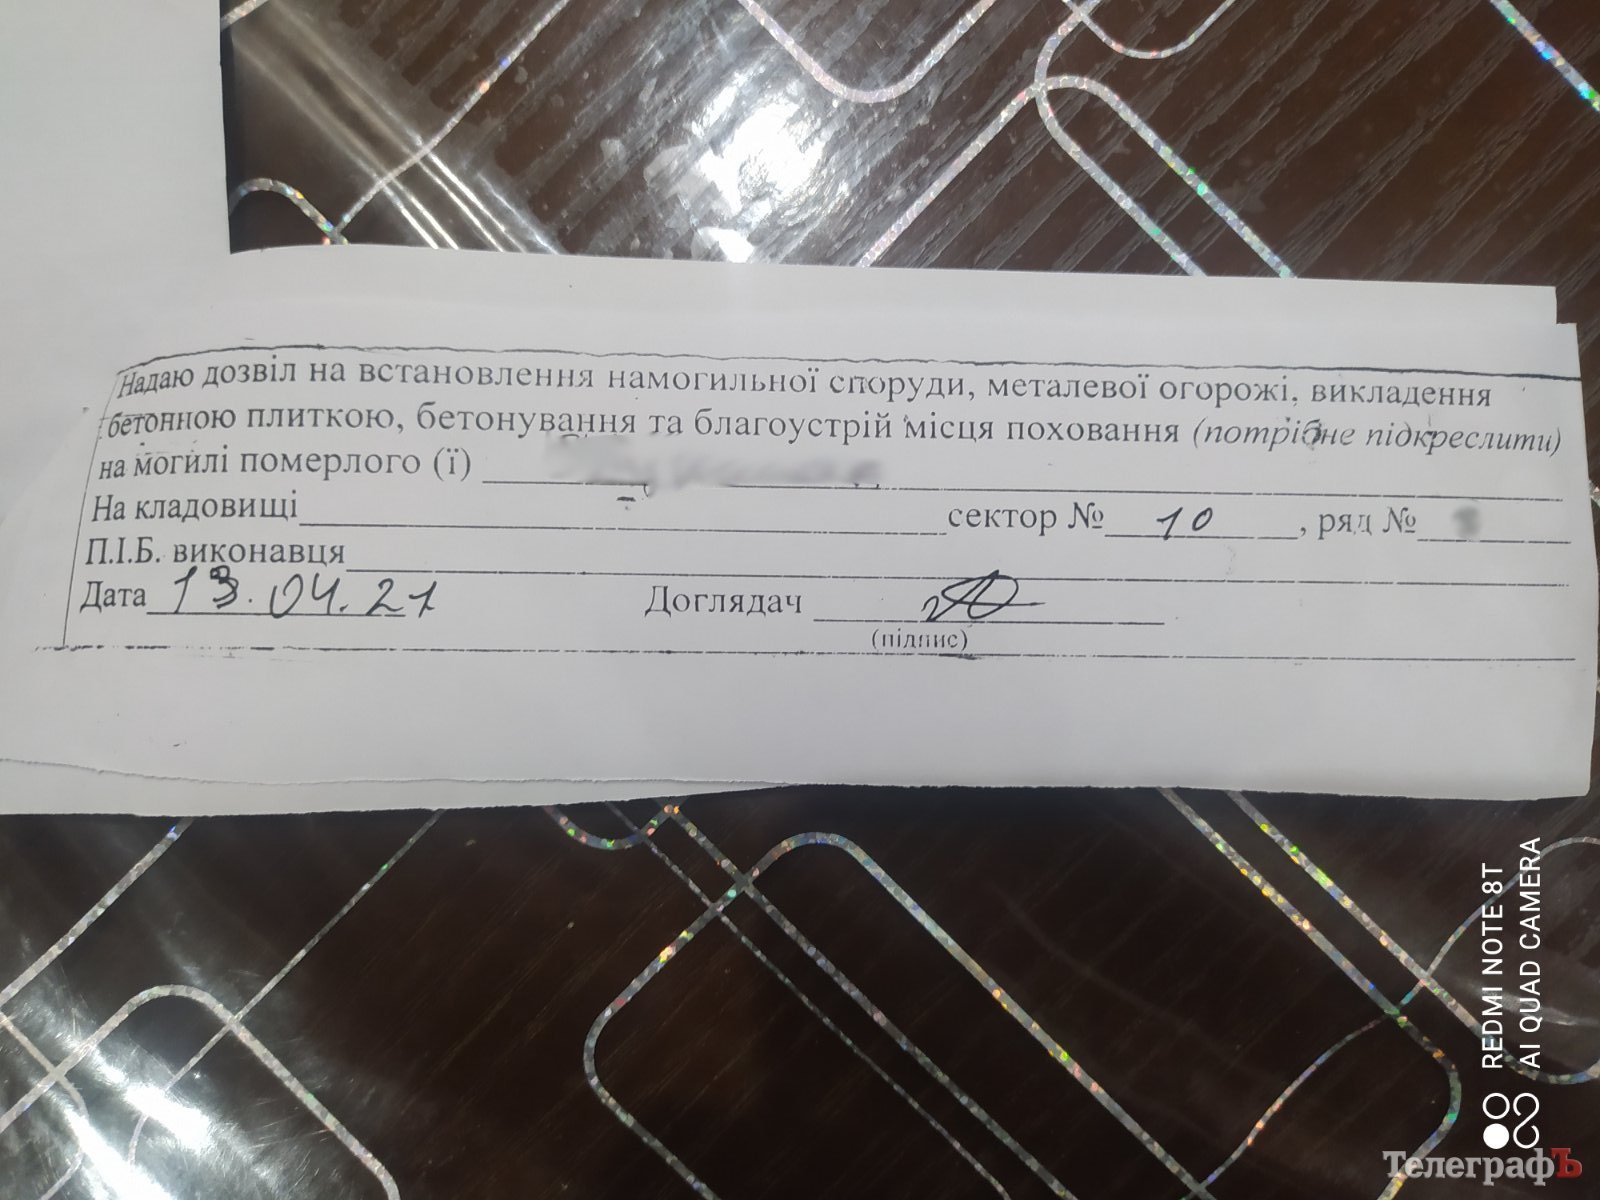 Надаю дозвіл на встановлення намогильної споруди, металевої огорожі, викладення
бетонною плиткою, бетонування та благоустрій місця поховання (потрібне підкреслити)
на могилі померлого (ї)
На кладовищі сектор № 10, ряд №
П.І.Б. виконавця
Дата 13.04.21 Доглядач
(підпис)
REDMI NOTE 8T
AI QUAD CAMERA
ТелеграфЪ